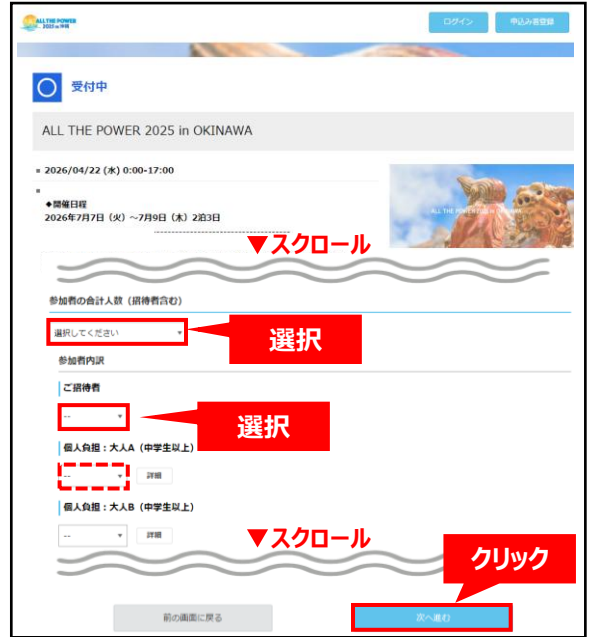 ALL THE POWER
2025 in 沖縄
ログイン
申込み者登録
受付中
ALL THE POWER 2025 in OKINAWA
2026/04/22 (水) 0:00-17:00
◆開催日程
2026年7月7日（火）～7月9日（木）2泊3日
ALL THE POWER 2025 in OKINAWA
▼スクロール
参加者の合計人数（招待者含む）
選択してください
選択
参加者内訳
ご招待者
--
選択
個人負担：大人A（中学生以上）
--
詳細
個人負担：大人B（中学生以上）
--
詳細
▼スクロール
クリック
前の画面に戻る
次へ進む